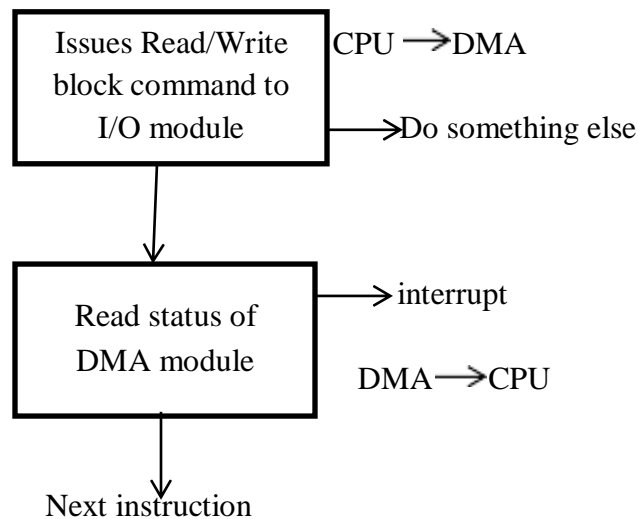 Issues Read/Write
block command to
I/O module
CPU → DMA
Do something else
Read status of
DMA module
interrupt
DMA → CPU
Next instruction